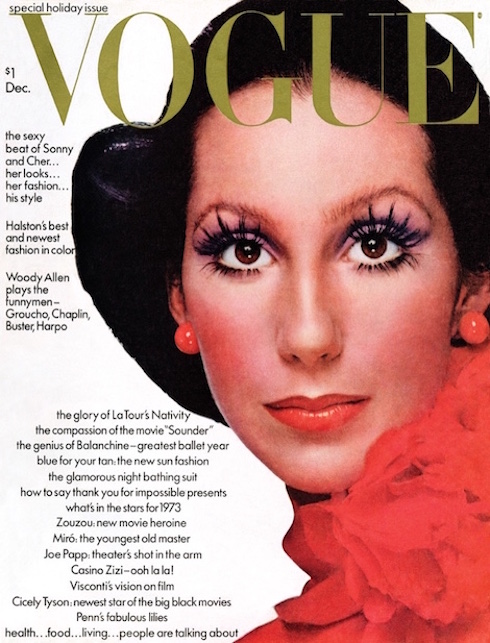 special holiday issue
VOGUE
$1
Dec.
the sexy
beat of Sonny
and Cher...
her looks...
her fashion...
his style
Halston's best
and newest
fashion in color
Woody Allen
plays the
funnymen–
Groucho, Chaplin,
Buster, Harpo
the glory of La Tour's Nativity
the compassion of the movie "Sounder"
the genius of Balanchine–greatest ballet year
blue for your tan: the new sun fashion
the glamorous night bathing suit
how to say thank you for impossible presents
what's in the stars for 1973
Zouzou: new movie heroine
Miró: the youngest old master
Joe Papp: theater's shot in the arm
Casino Zizi–ooh la la!
Visconti's vision on film
Cicely Tyson: newest star of the big black movies
Penn's fabulous lilies
health...food...living...people are talking about